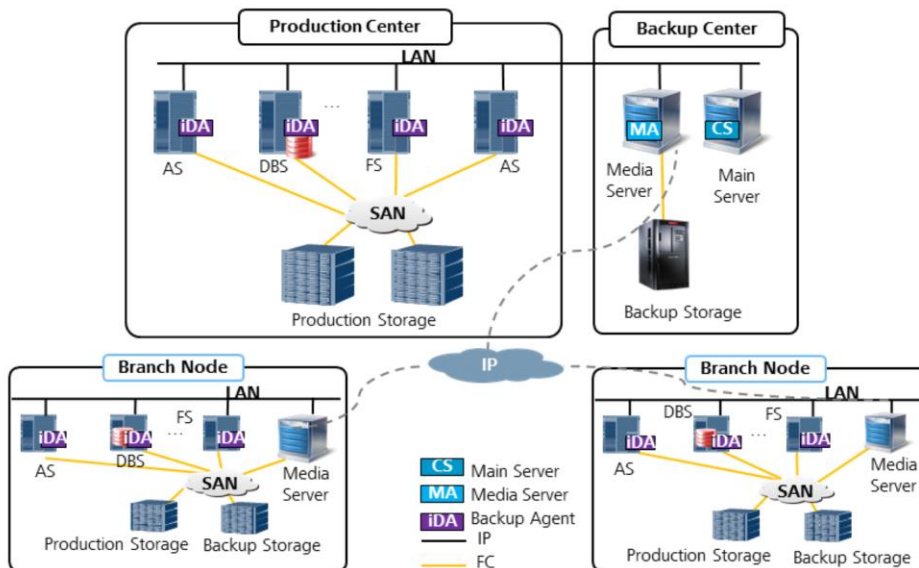 Production Center
Backup Center
LAN
iDA
iDA
...
iDA
iDA
MA
CS
AS
DBS
FS
AS
Media
Server
Main
Server
SAN
Production Storage
Backup Storage
IP
Branch Node
LAN
FS
iDA
iDA
...
iDA
AS
DBS
Media
Server
SAN
Production Storage
Backup Storage
CS Main Server
MA Media Server
iDA Backup Agent
IP
FC
Branch Node
LAN
DBS
FS
iDA
iDA
...
iDA
AS
Media
Server
SAN
Production Storage
Backup Storage